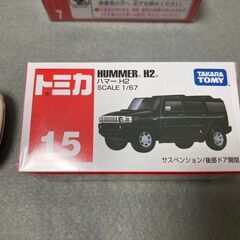 7
トミカ
HUMMER® H2®
ハマー H2
SCALE 1/67
TAKARA
TOMY
15
サスペンション/後部ドア開閉